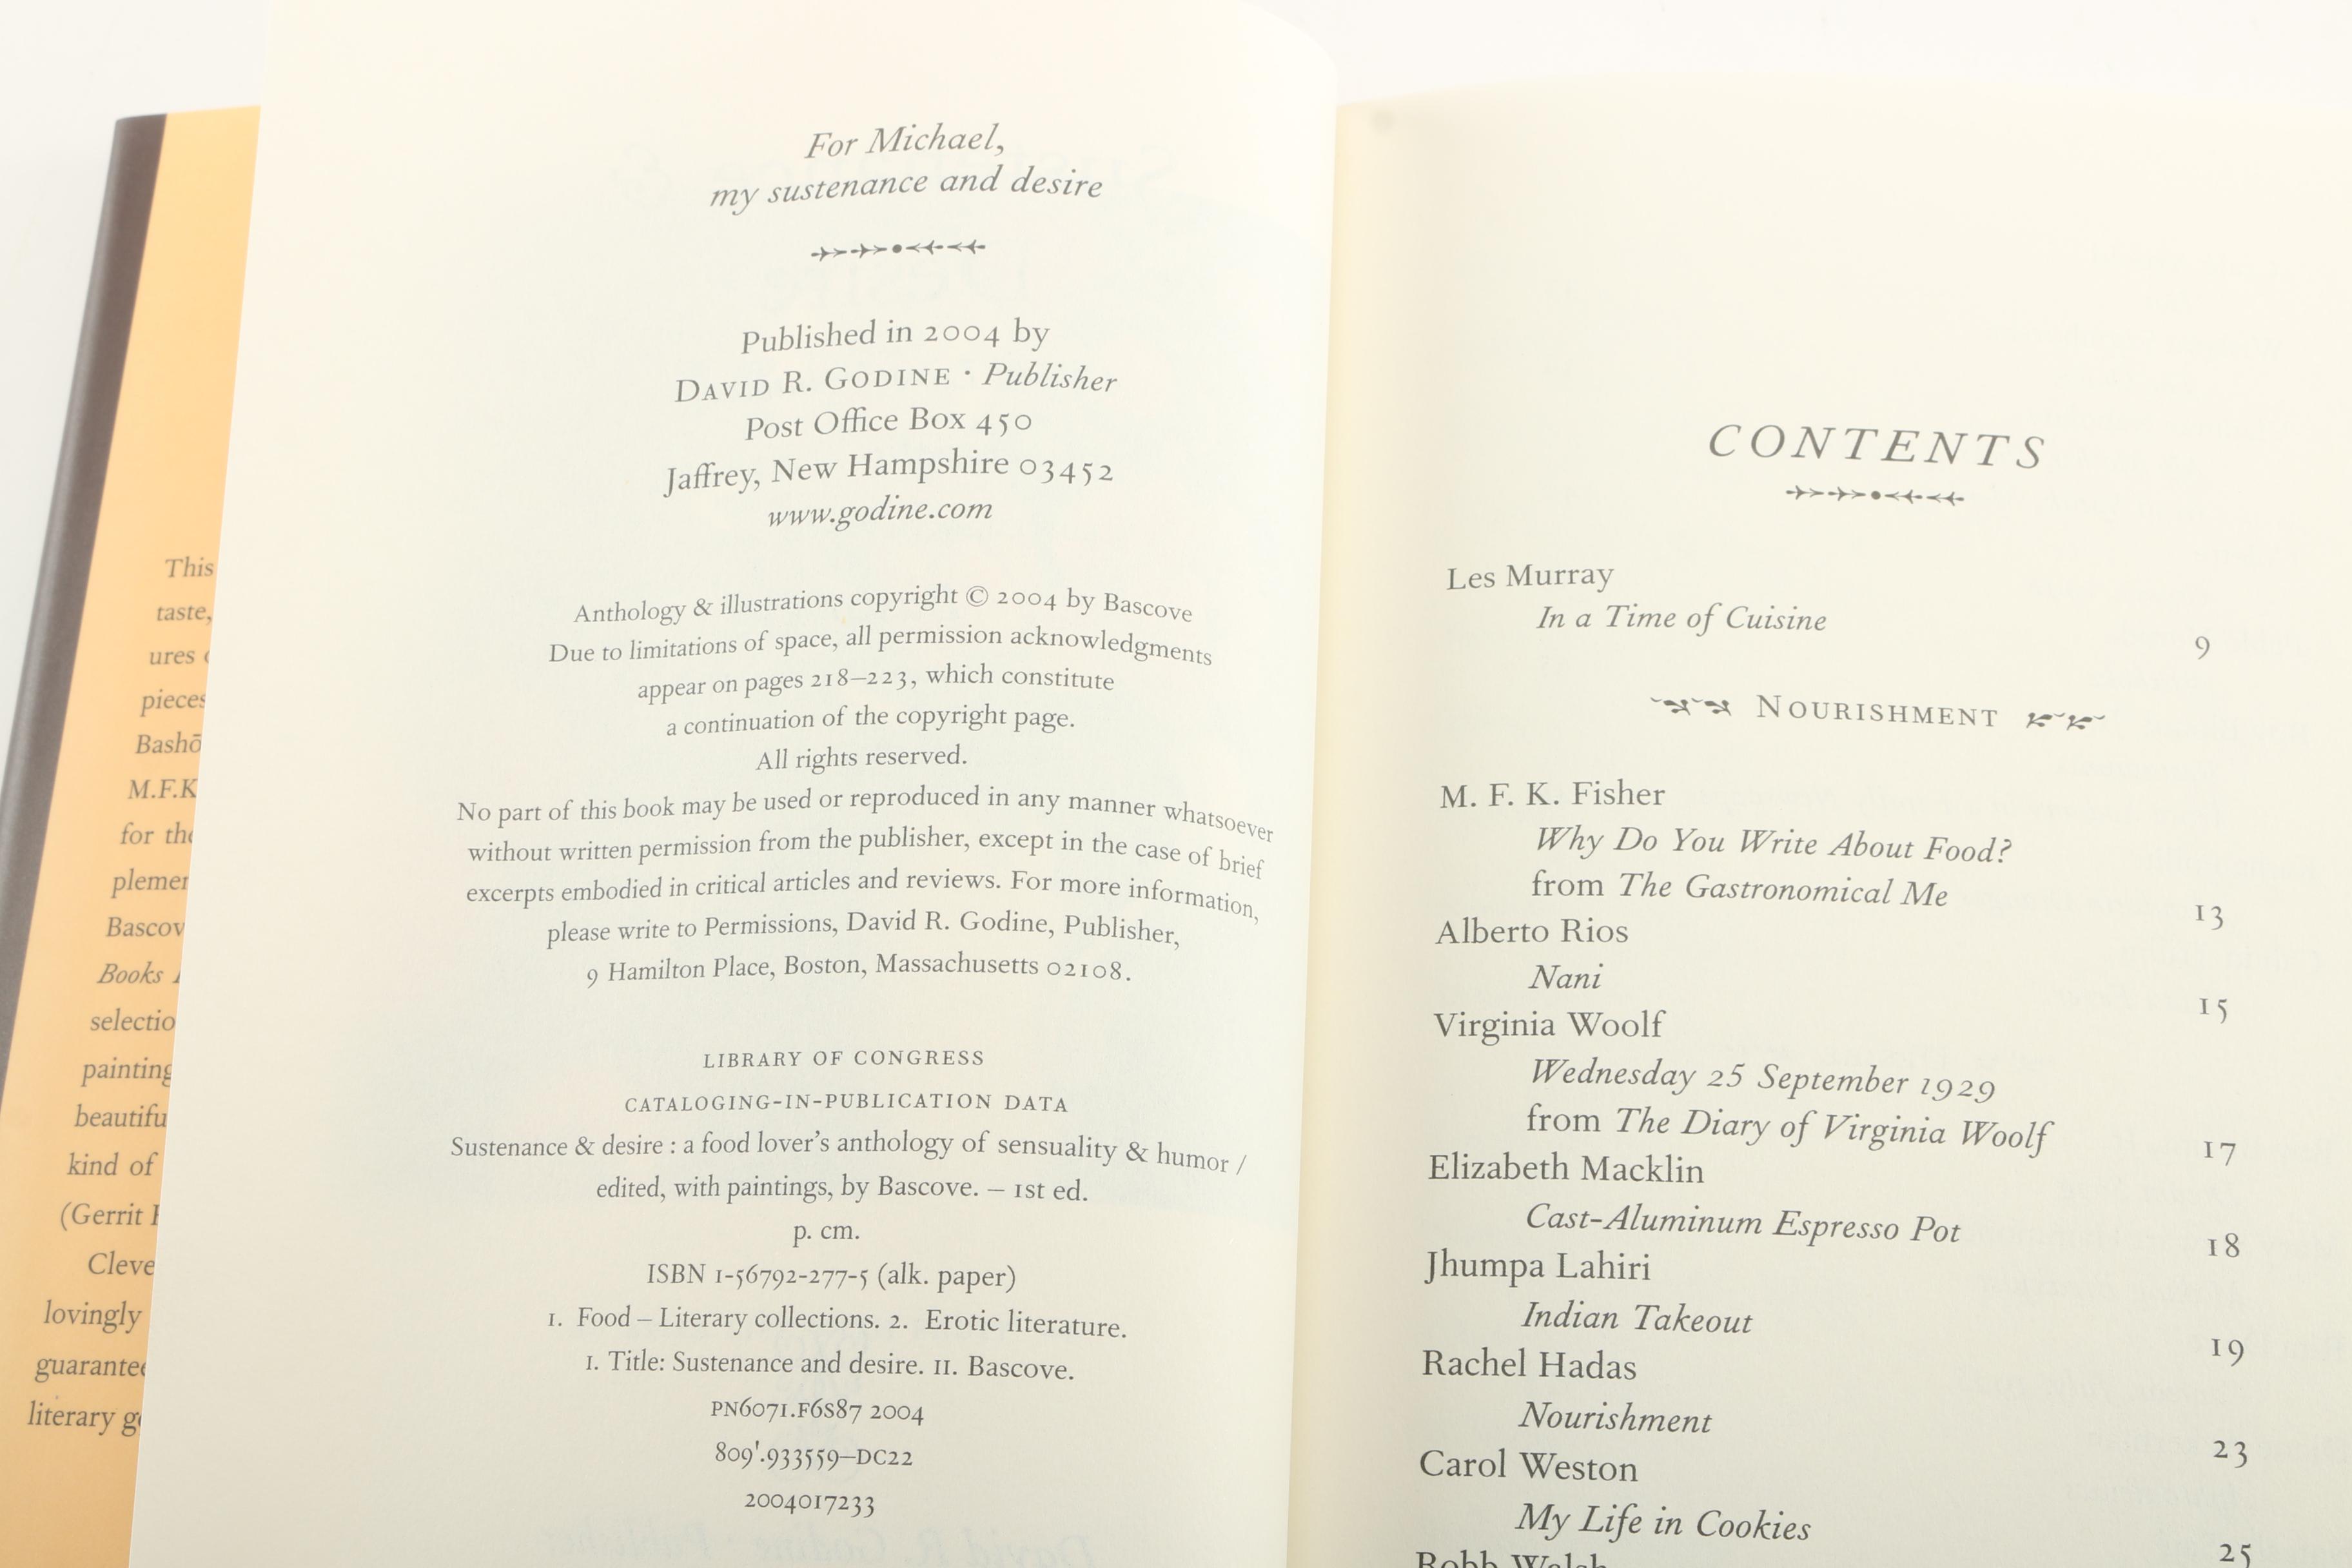 This
taste,
ures
pieces
Bashō
M.F.K
for
Bascov
Books
selectio
painting
beautifu
kind of
(Gerrit
Cleve
lovingly
guarantee
literary
For Michael,
my sustenance and desire
Published in 2004 by
DAVID R. GODINE · Publisher
Post Office Box 450
Jaffrey, New Hampshire 03452
www.godine.com
Anthology & illustrations copyright © 2004 by Bascove
Due to limitations of space, all permission acknowledgments
appear on pages 218–223, which constitute
a continuation of the copyright page.
All rights reserved.
No part of this book may be used or reproduced in any manner whatsoever
without written permission from the publisher, except in the case of brief
excerpts embodied in critical articles and reviews. For more information,
please write to Permissions, David R. Godine, Publisher,
9 Hamilton Place, Boston, Massachusetts 02108.
LIBRARY OF CONGRESS
CATALOGING-IN-PUBLICATION DATA
Sustenance & desire : a food lover's anthology of sensuality & humor /
edited, with paintings, by Bascove. – 1st ed.
p. cm.
ISBN 1-56792-277-5 (alk. paper)
1. Food – Literary collections. 2. Erotic literature.
I. Title: Sustenance and desire. II. Bascove.
PN6071.F6S87 2004
809'.933559–DC22
2004017233
CONTENTS
Les Murray
In a Time of Cuisine 9
NOURISHMENT
M. F. K. Fisher
Why Do You Write About Food?
from The Gastronomical Me 13
Alberto Rios
Nani 15
Virginia Woolf
Wednesday 25 September 1929
from The Diary of Virginia Woolf 17
Elizabeth Macklin
Cast-Aluminum Espresso Pot 18
Jhumpa Lahiri
Indian Takeout 19
Rachel Hadas
Nourishment 23
Carol Weston
My Life in Cookies 25
Robb Walsh